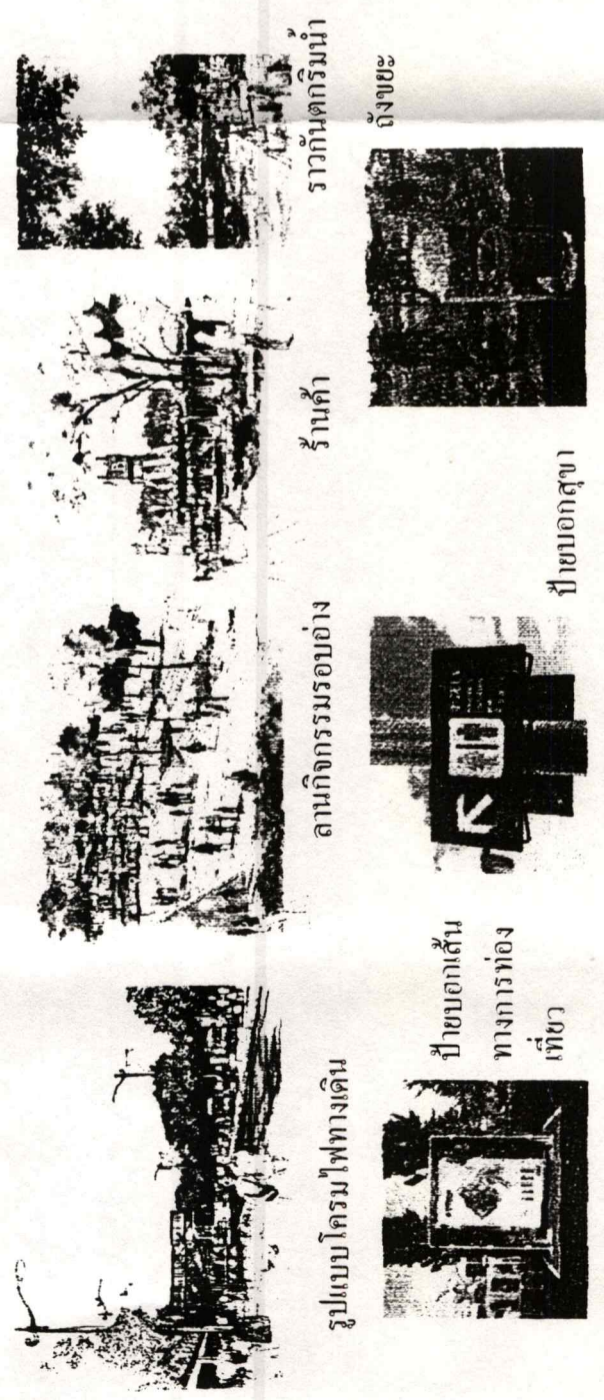 รูปแบบโครมไฟทางเดิน
ลานกิจกรรมรอบอ่าง
ร้านค้า
ราวกันตกริมน้ำ
ป้ายบอกเส้น
ทางการท่อง
เที่ยว
ป้ายบอกสุขา
ถังขยะ